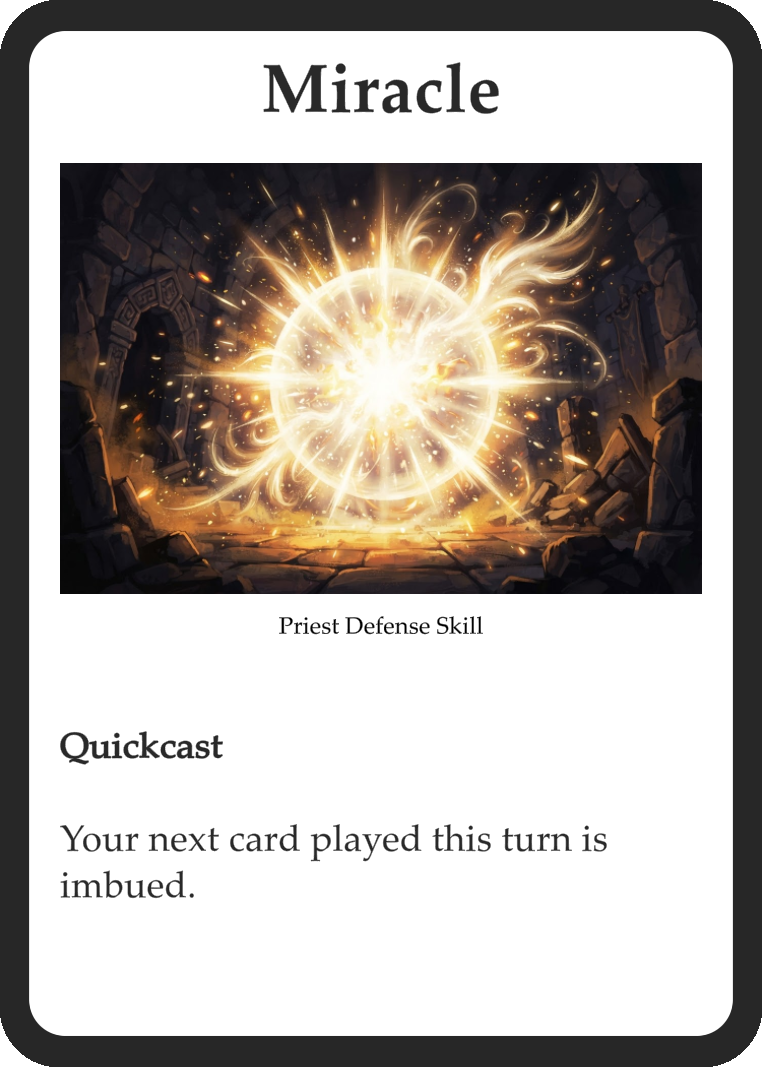 Miracle
Priest Defense Skill
Quickcast
Your next card played this turn is
imbued.